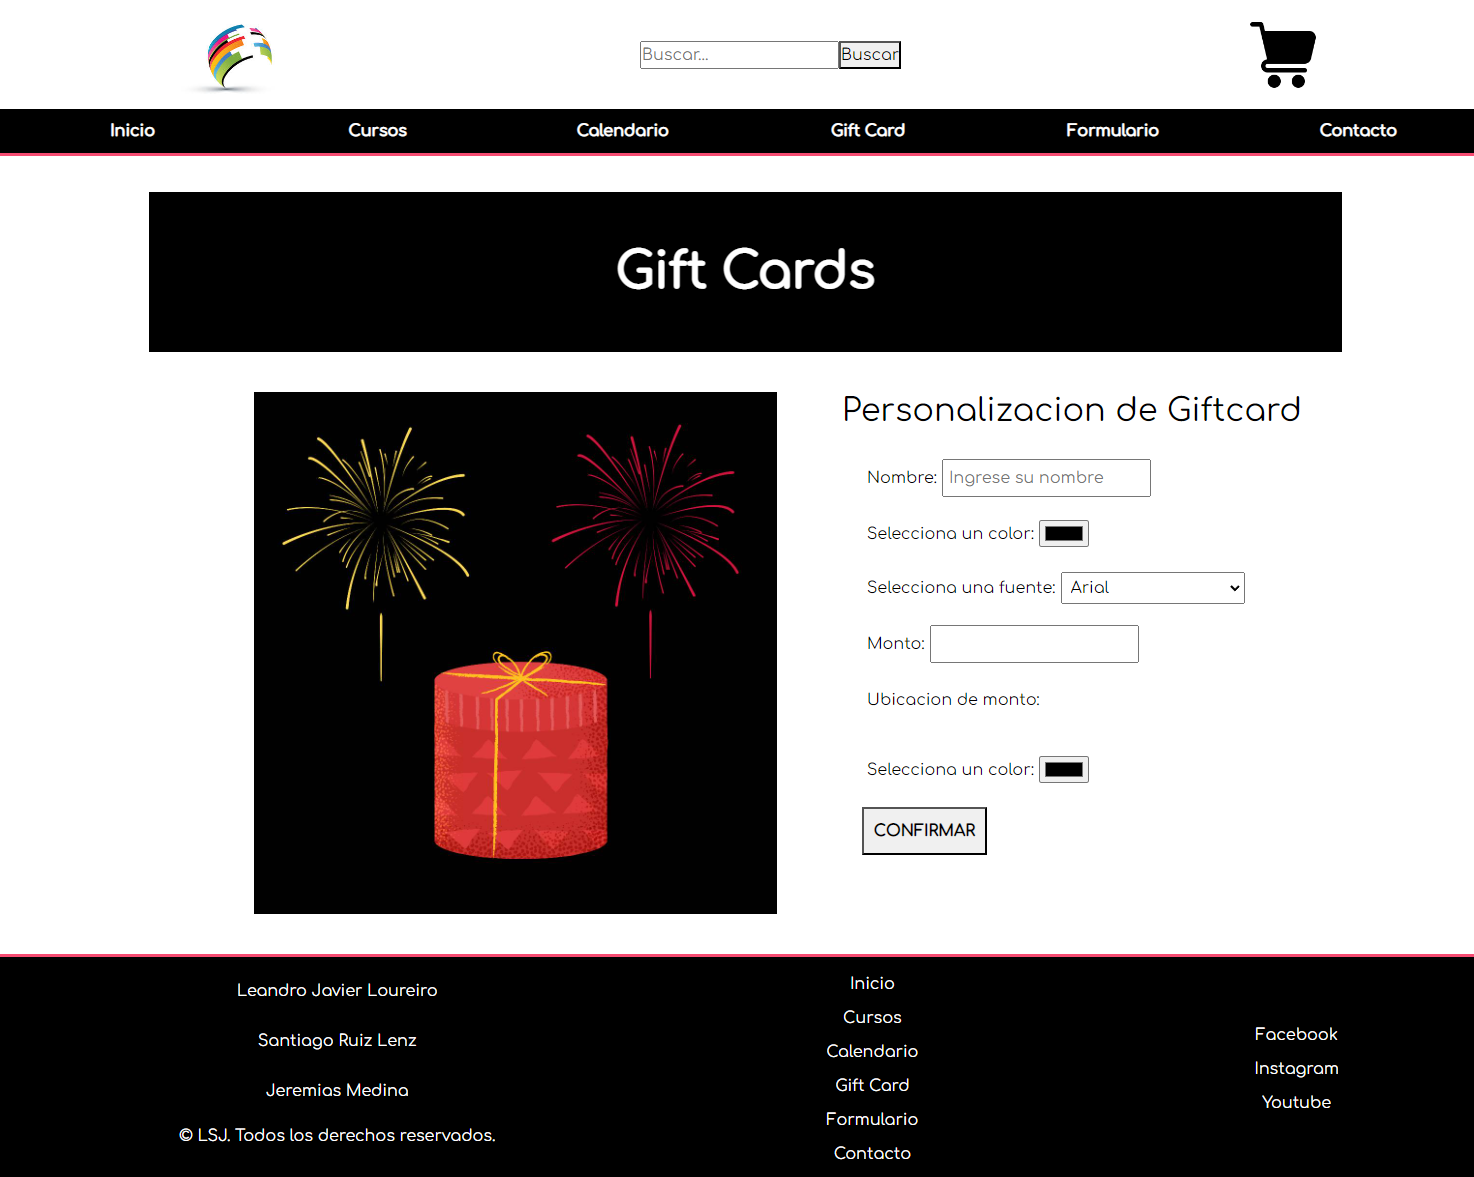 Buscar... Buscar
Inicio Cursos Calendario Gift Card Formulario Contacto
Gift Cards
Personalizacion de Giftcard
Nombre: Ingrese su nombre
Selecciona un color:
Selecciona una fuente: Arial
Monto:
Ubicacion de monto:
Selecciona un color:
CONFIRMAR
Leandro Javier Loureiro
Santiago Ruiz Lenz
Jeremias Medina
© LSJ. Todos los derechos reservados.
Inicio
Cursos
Calendario
Gift Card
Formulario
Contacto
Facebook
Instagram
Youtube